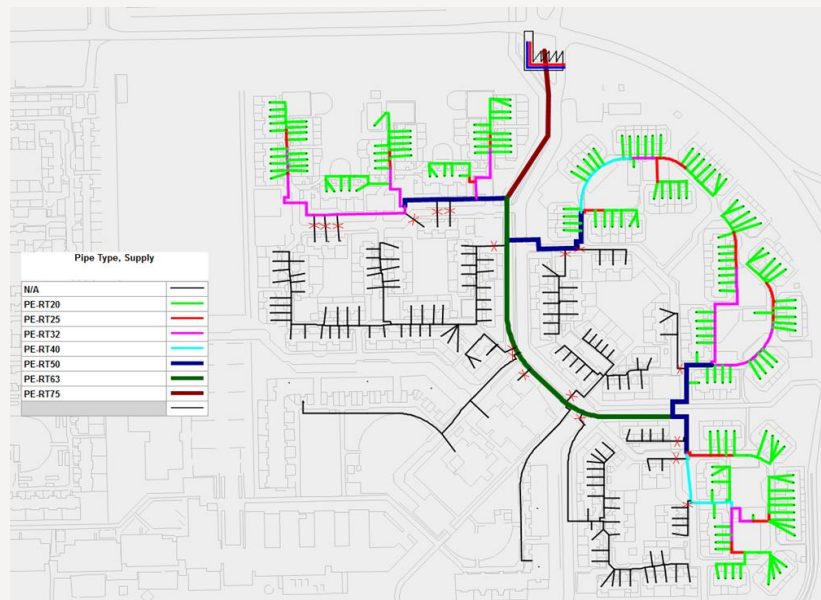 Pipe Type, Supply
N/A
PE-RT20
PE-RT25
PE-RT32
PE-RT40
PE-RT50
PE-RT63
PE-RT75